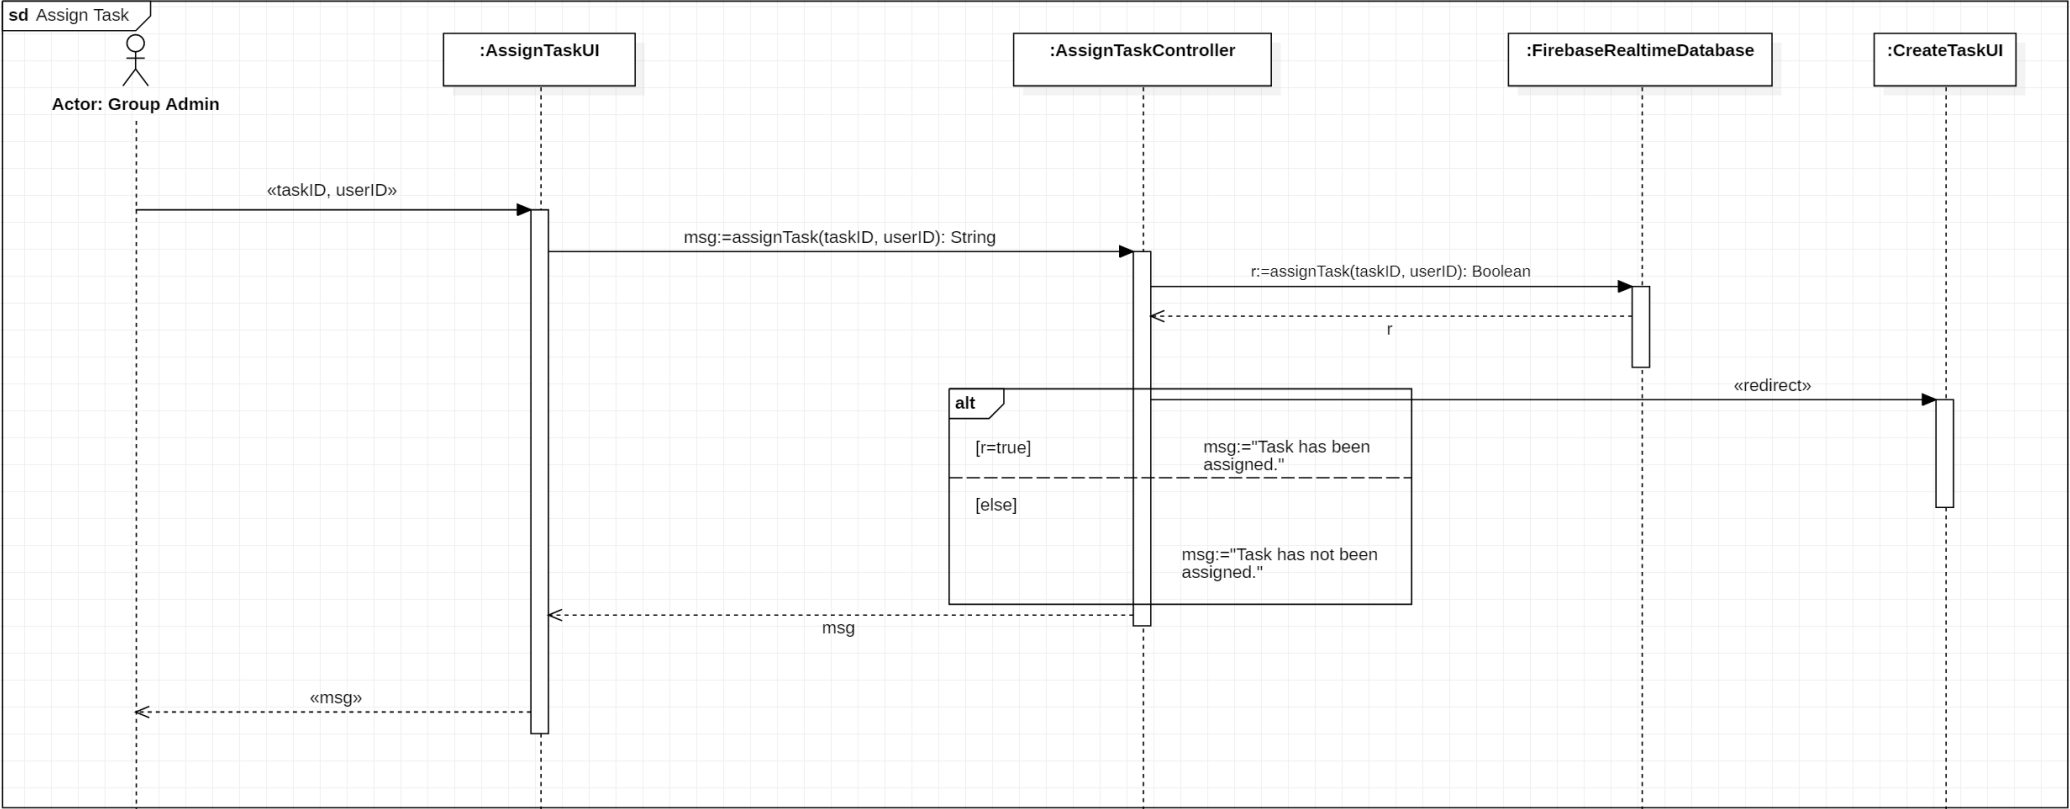 sd Assign Task
:AssignTaskUI
:AssignTaskController
:FirebaseRealtimeDatabase
:CreateTaskUI
Actor: Group Admin
«taskID, userID»
msg:=assignTask(taskID, userID): String
r:=assignTask(taskID, userID): Boolean
r
«redirect»
alt
[r=true]
msg:="Task has been
assigned."
[else]
msg:="Task has not been
assigned."
msg
«msg»